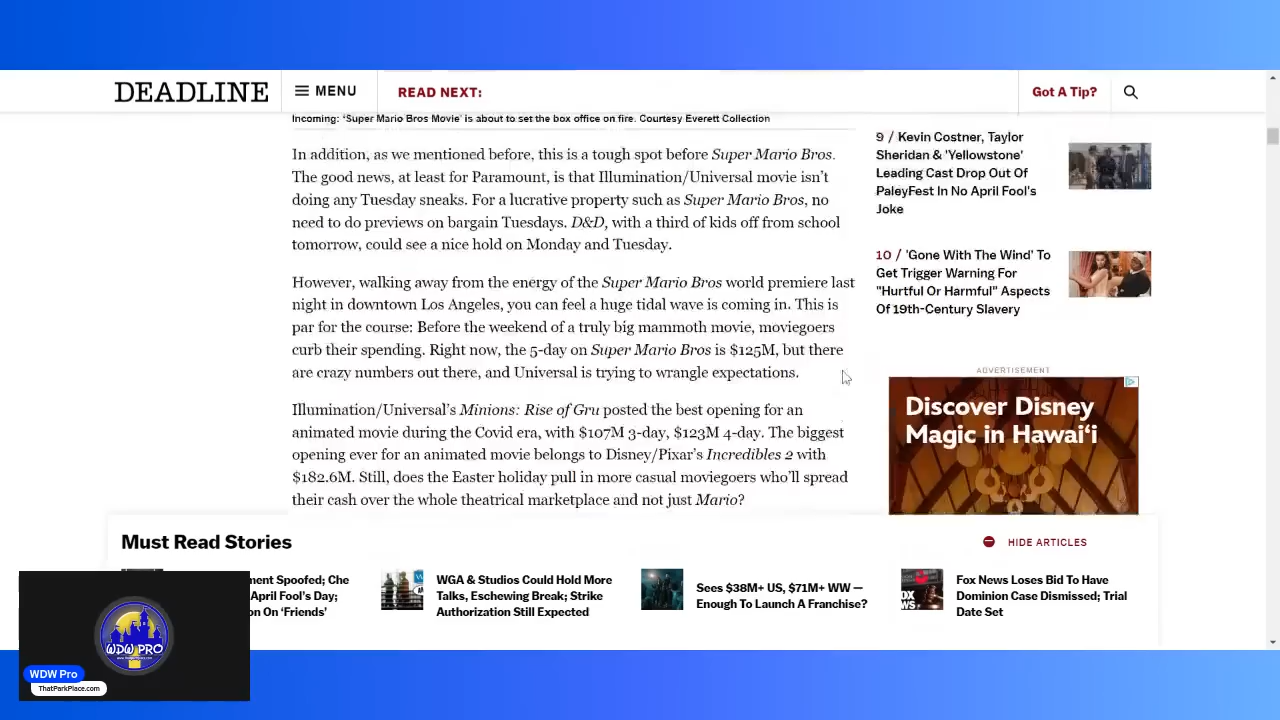 DEADLINE
MENU
READ NEXT:
Got A Tip?
Incoming: 'Super Mario Bros Movie' is about to set the box office on fire. Courtesy Everett Collection
In addition, as we mentioned before, this is a tough spot before Super Mario Bros.
The good news, at least for Paramount, is that Illumination/Universal movie isn't
doing any Tuesday sneaks. For a lucrative property such as Super Mario Bros, no
need to do previews on bargain Tuesdays. D&D, with a third of kids off from school
tomorrow, could see a nice hold on Monday and Tuesday.
However, walking away from the energy of the Super Mario Bros world premiere last
night in downtown Los Angeles, you can feel a huge tidal wave is coming in. This is
par for the course: Before the weekend of a truly big mammoth movie, moviegoers
curb their spending. Right now, the 5-day on Super Mario Bros is $125M, but there
are crazy numbers out there, and Universal is trying to wrangle expectations.
Illumination/Universal's Minions: Rise of Gru posted the best opening for an
animated movie during the Covid era, with $107M 3-day, $123M 4-day. The biggest
opening ever for an animated movie belongs to Disney/Pixar's Incredibles 2 with
$182.6M. Still, does the Easter holiday pull in more casual moviegoers who'll spread
their cash over the whole theatrical marketplace and not just Mario?
9 / Kevin Costner, Taylor
Sheridan & 'Yellowstone'
Leading Cast Drop Out Of
PaleyFest In No April Fool's
Joke
10 / 'Gone With The Wind' To
Get Trigger Warning For
"Hurtful Or Harmful" Aspects
Of 19th-Century Slavery
ADVERTISEMENT
Discover Disney
Magic in Hawai'i
Must Read Stories
HIDE ARTICLES
ment Spoofed; Che
April Fool's Day;
on On 'Friends'
WGA & Studios Could Hold More
Talks, Eschewing Break; Strike
Authorization Still Expected
Sees $38M+ US, $71M+ WW —
Enough To Launch A Franchise?
Fox News Loses Bid To Have
Dominion Case Dismissed; Trial
Date Set
WDW PRO
WDW Pro
ThatParkPlace.com